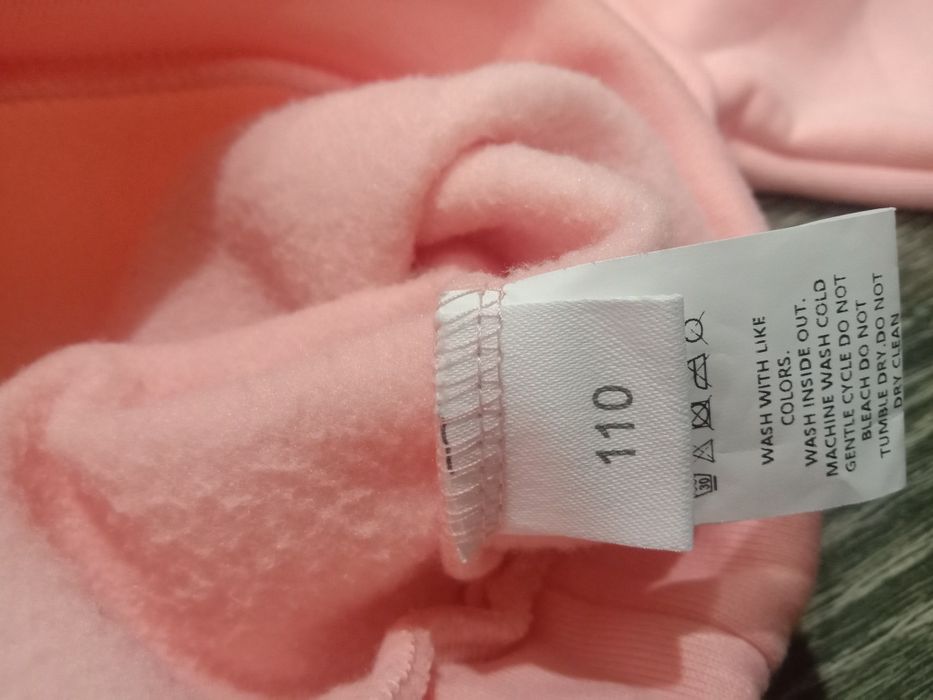 110
30
WASH WITH LIKE
COLORS.
WASH INSIDE OUT.
MACHINE WASH COLD
GENTLE CYCLE DO NOT
BLEACH DO NOT
TUMBLE DRY.DO NOT
DRY CLEAN